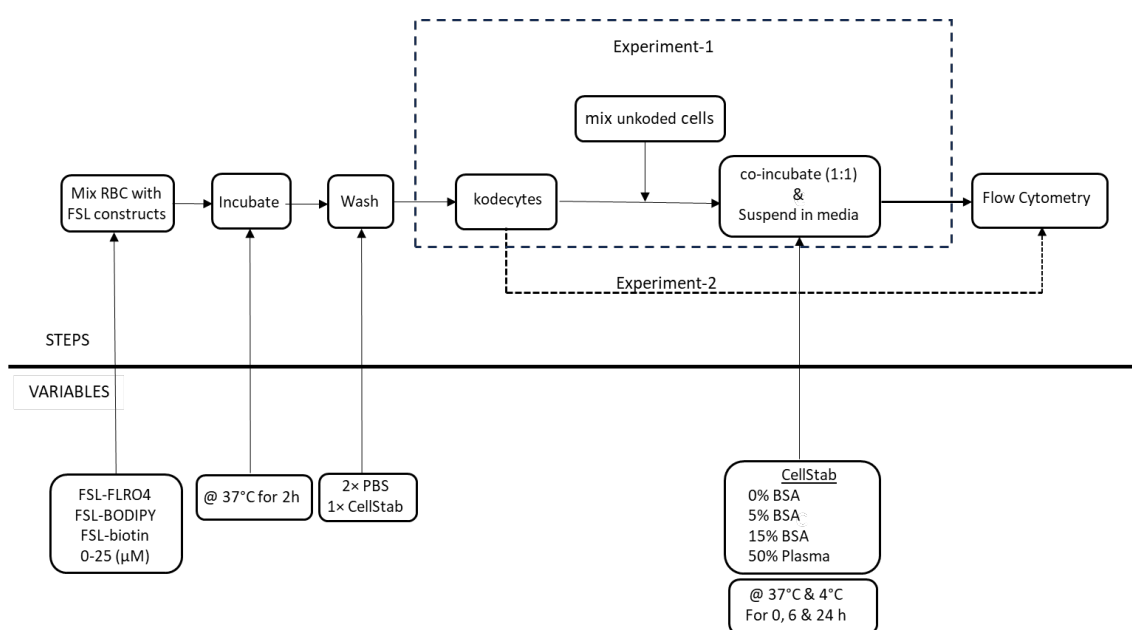 Experiment-1
mix unkoded cells
Mix RBC with
FSL constructs
Incubate
Wash
kodecytes
co-incubate (1:1)
&
Suspend in media
Flow Cytometry
Experiment-2
STEPS
VARIABLES
FSL-FLRO4
FSL-BODIPY
FSL-biotin
0-25 (µM)
@ 37°C for 2h
2× PBS
1× CellStab
CellStab
0% BSA
5% BSA
15% BSA
50% Plasma
@ 37°C & 4°C
For 0, 6 & 24 h